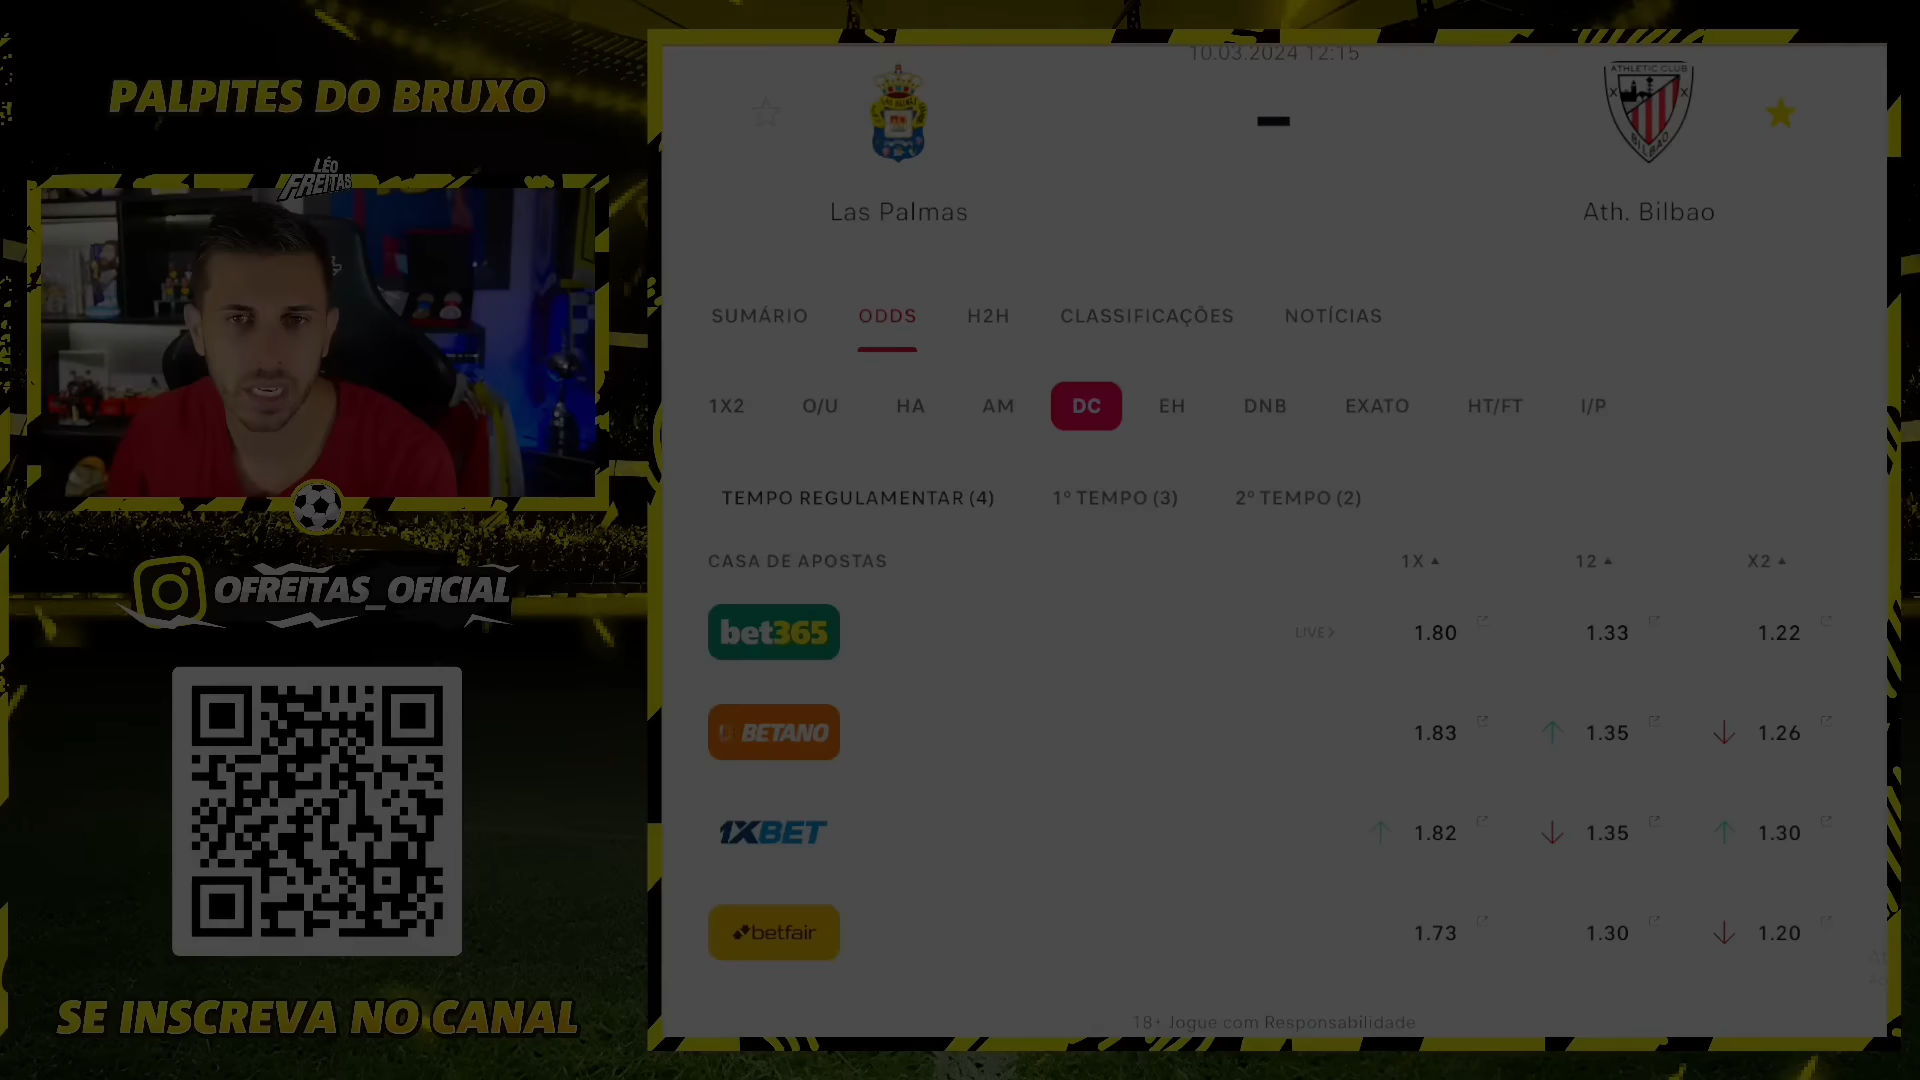 PALPITES DO BRUXO
LÉO
FREITAS
OFREITAS_OFICIAL
SE INSCREVA NO CANAL
10.03.2024 12:15
ATHLETIC CLUB
BILBAO
Las Palmas
Ath. Bilbao
SUMÁRIO ODDS H2H CLASSIFICAÇÕES NOTÍCIAS
1X2 O/U HA AM DC EH DNB EXATO HT/FT I/P
TEMPO REGULAMENTAR (4) 1º TEMPO (3) 2º TEMPO (2)
CASA DE APOSTAS 1X 12 X2
bet365 LIVE 1.80 1.33 1.22
BETANO 1.83 1.35 1.26
1XBET 1.82 1.35 1.30
betfair 1.73 1.30 1.20
18+ Jogue com Responsabilidade